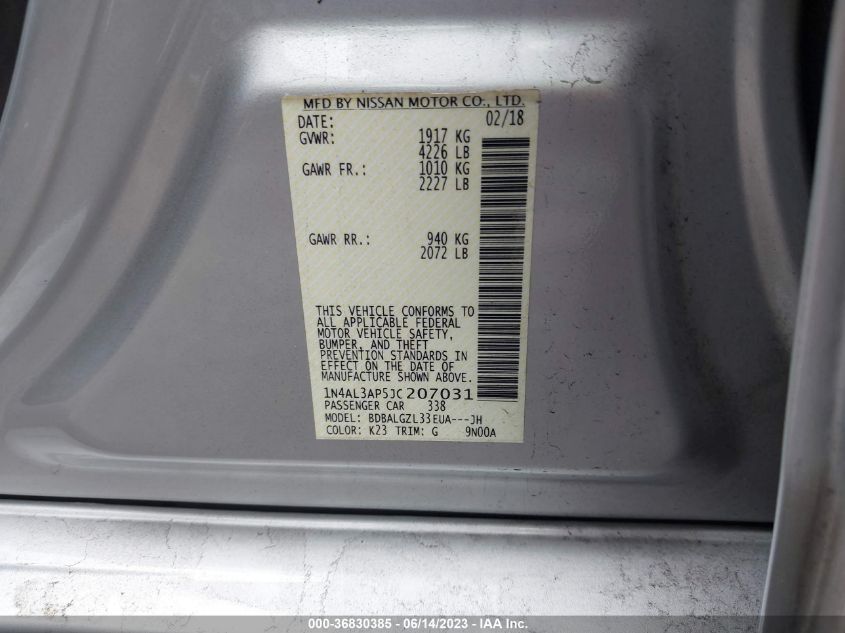 MFD BY NISSAN MOTOR CO., LTD.
DATE: 02/18
GVWR: 1917 KG
4226 LB
GAWR FR.: 1010 KG
2227 LB
GAWR RR.: 940 KG
2072 LB
THIS VEHICLE CONFORMS TO
ALL APPLICABLE FEDERAL
MOTOR VEHICLE SAFETY,
BUMPER, AND THEFT
PREVENTION STANDARDS IN
EFFECT ON THE DATE OF
MANUFACTURE SHOWN ABOVE.
1N4AL3AP5JC207031
PASSENGER CAR 338
MODEL: BDBALGZL33EUA---JH
COLOR: K23 TRIM: G 9N00A
000-36830385 - 06/14/2023 - IAA Inc.